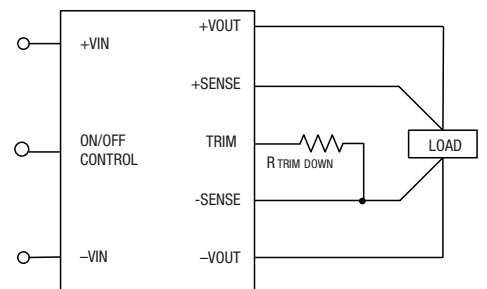 +VOUT
+VIN
+SENSE
ON/OFF
CONTROL
TRIM
LOAD
R TRIM DOWN
-SENSE
–VIN
–VOUT